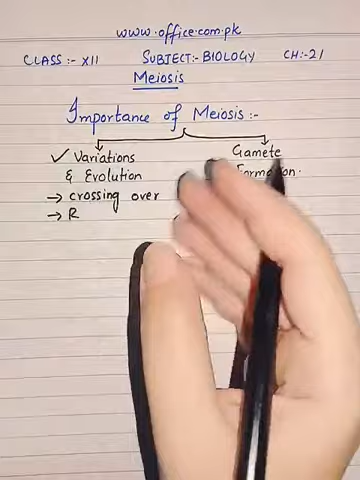 www.office.com.pk
CLASS :- XII SUBJECT:- BIOLOGY CH:-21
Meiosis
Importance of Meiosis :-
✓ Variations
& Evolution
→ crossing over
→ R
Gamete
Formation.